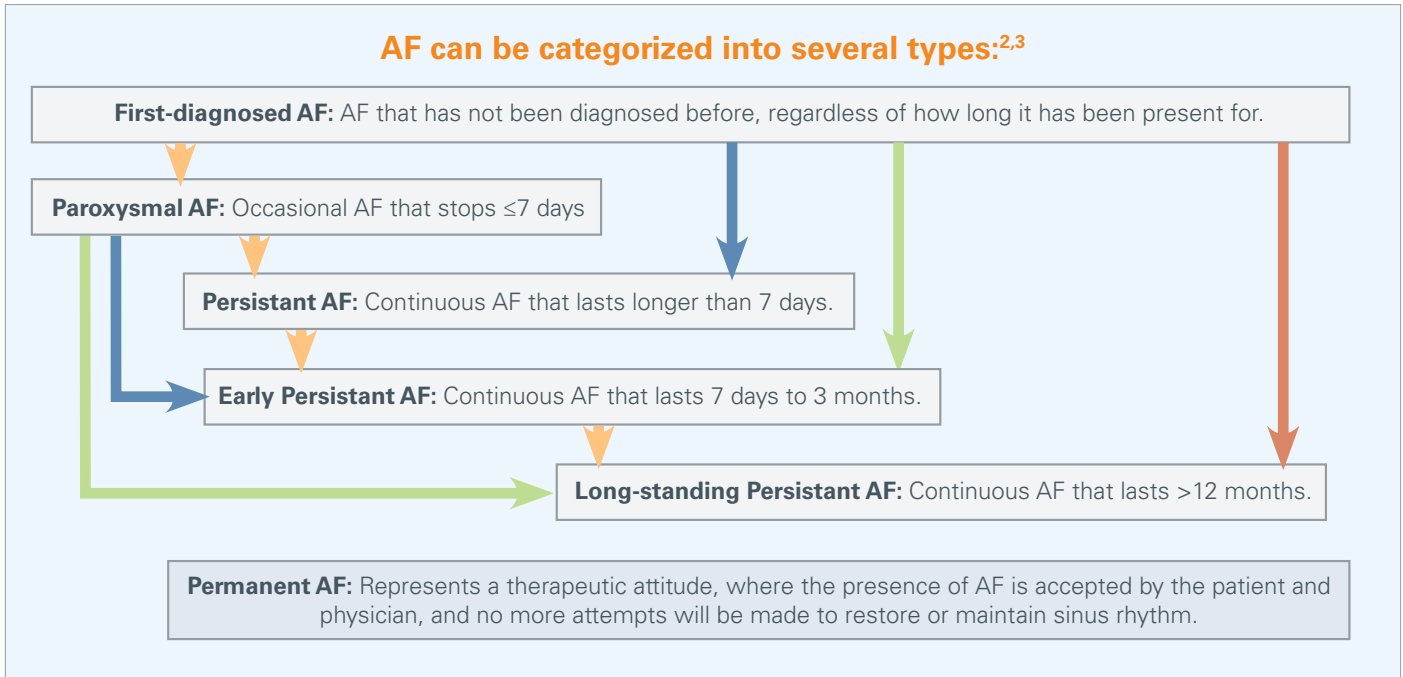 AF can be categorized into several types:2,3
First-diagnosed AF: AF that has not been diagnosed before, regardless of how long it has been present for.
Paroxysmal AF: Occasional AF that stops ≤7 days
Persistant AF: Continuous AF that lasts longer than 7 days.
Early Persistant AF: Continuous AF that lasts 7 days to 3 months.
Long-standing Persistant AF: Continuous AF that lasts >12 months.
Permanent AF: Represents a therapeutic attitude, where the presence of AF is accepted by the patient and
physician, and no more attempts will be made to restore or maintain sinus rhythm.